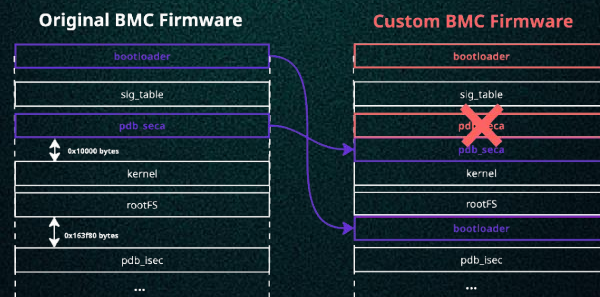 Original BMC Firmware
bootloader
sig_table
pdb_seca
0x10000 bytes
kernel
rootFS
0x163f80 bytes
pdb_isec
...
Custom BMC Firmware
bootloader
sig_table
pdb_seca
pdb_seca
kernel
rootFS
bootloader
pdb_isec
...